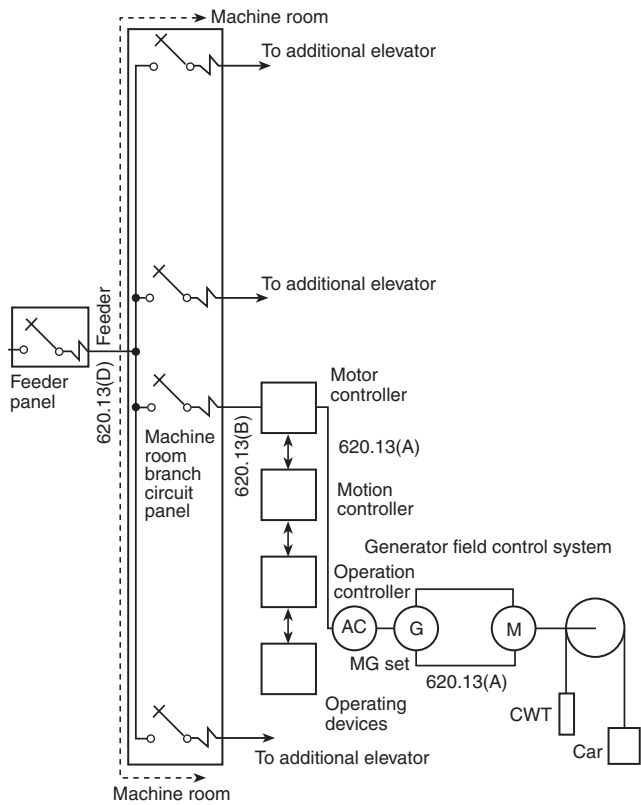 Machine room
To additional elevator
To additional elevator
Feeder
Feeder
panel
620.13(D)
Machine
room
branch
circuit
panel
620.13(B)
Motor
controller
620.13(A)
Motion
controller
Generator field control system
Operation
controller
AC
G
M
MG set
620.13(A)
Operating
devices
CWT
Car
To additional elevator
Machine room